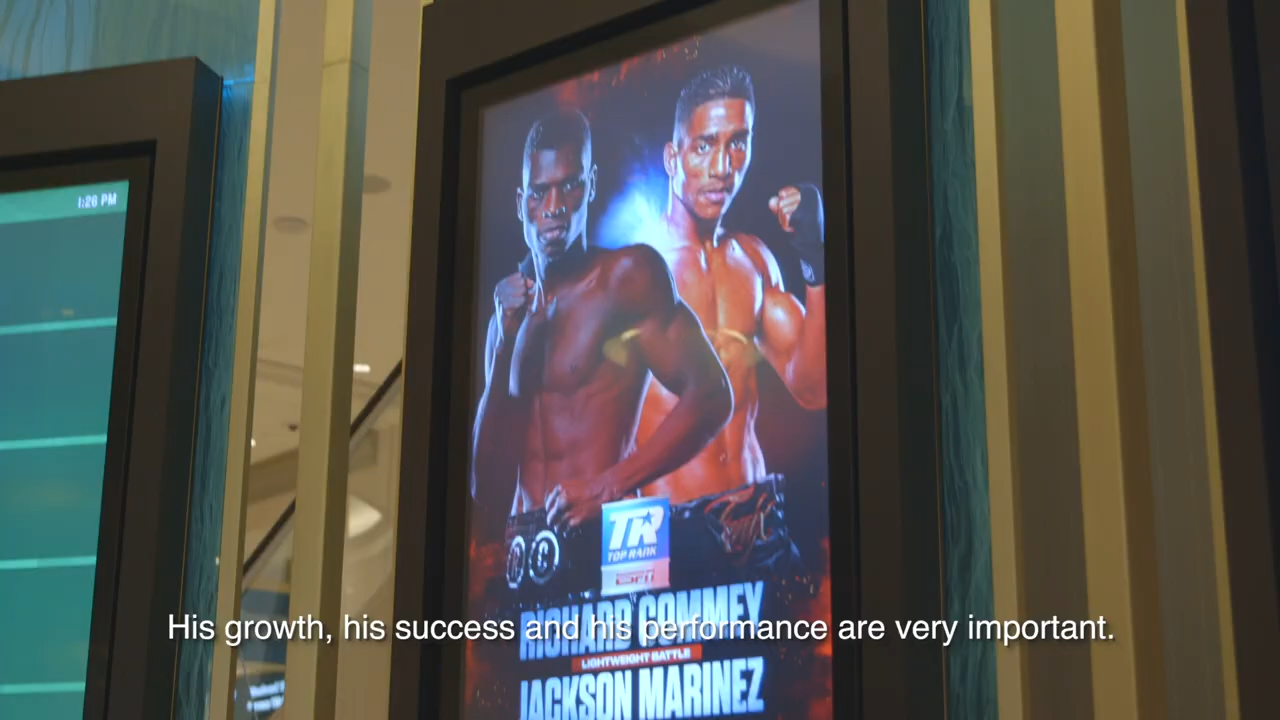 1:26 PM
TR
TOP RANK
ESPN
RICHARD COMMEY
LIGHTWEIGHT BATTLE
JACKSON MARINEZ
His growth, his success and his performance are very important.